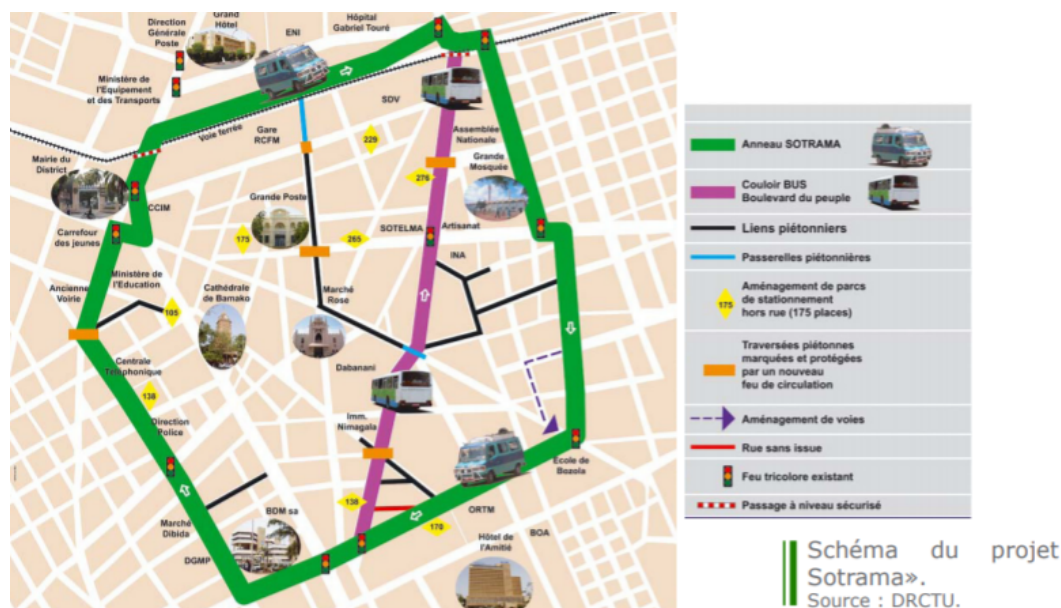 Grand
Hôtel
Direction
Générale
Poste
Ministère de
l'Equipement
et des Transports
ENI
Hôpital
Gabriel Touré
Voie ferrée
Gare
RCFM
SDV
229
Assemblée
Nationale
Mairie du
District
CCIM
Carrefour
des jeunes
Grande Poste
175
265
276
Grande
Mosquée
SOTELMA
Artisanat
INA
Ancienne
Voirie
Ministère de
l'Education
105
Cathédrale
de Bamako
Marché
Rose
Centrale
Téléphonique
138
Direction
Police
Dabanani
Imm.
Nimagala
Ecole de
Bozola
Marché
Dibida
DGMP
BDM sa
136
170
ORTM
BOA
Hôtel de
l'Amitié
Anneau SOTRAMA
Couloir BUS
Boulevard du peuple
Liens piétonniers
Passerelles piétonnières
175
Aménagement de parcs
de stationnement
hors rue (175 places)
Traversées piétonnes
marquées et protégées
par un nouveau
feu de circulation
Aménagement de voies
Rue sans issue
Feu tricolore existant
Passage à niveau sécurisé
Schéma du projet
Sotrama».
Source : DRCTU.